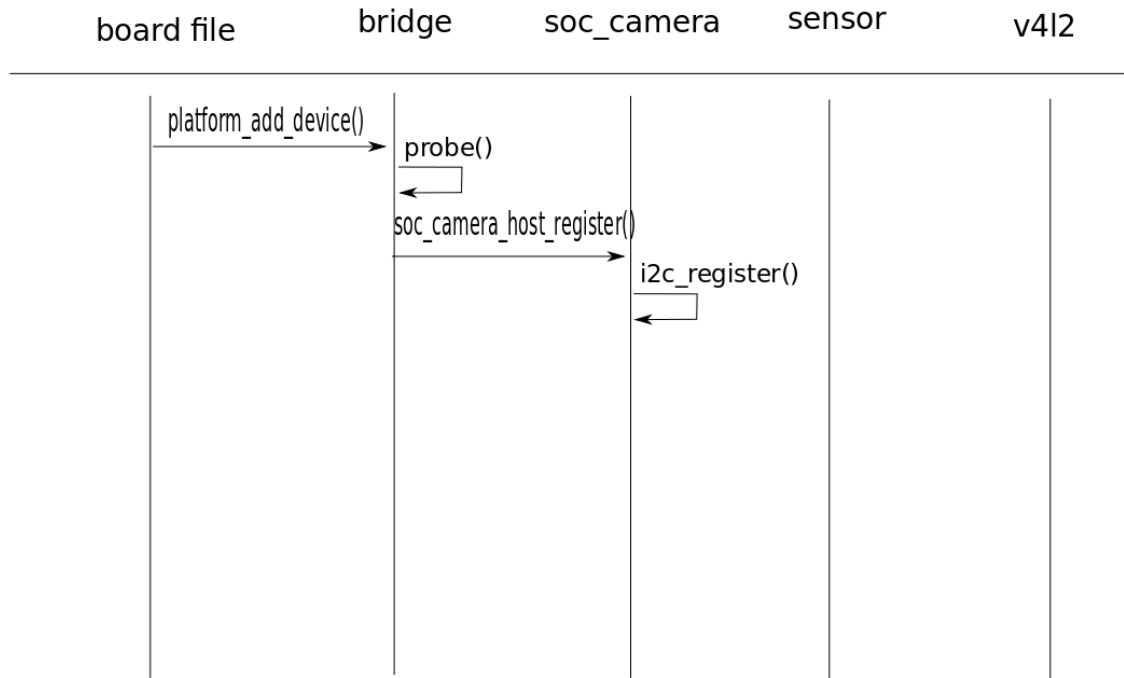 board file
bridge
soc_camera
sensor
v4l2
platform_add_device()
probe()
soc_camera_host_register()
i2c_register()